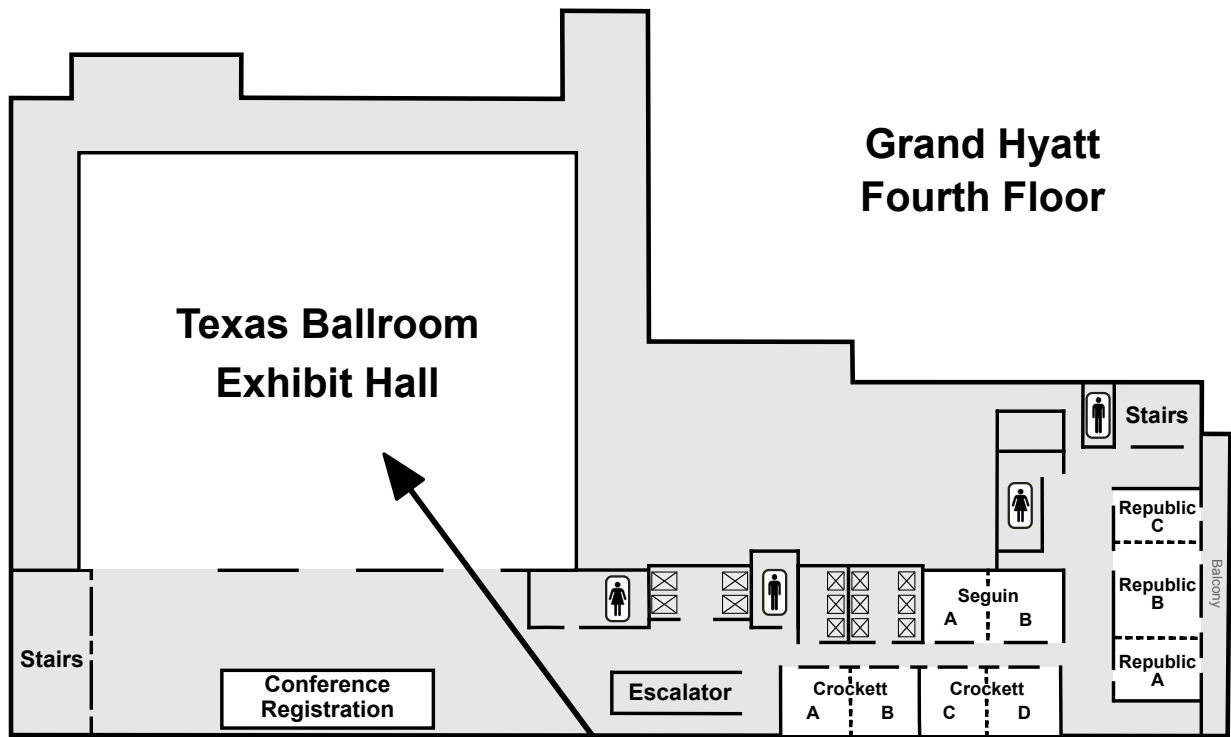 Grand Hyatt
Fourth Floor
Texas Ballroom
Exhibit Hall
Stairs
Republic
C
Republic
B
Republic
A
Balcony
Seguin
A B
Stairs
Conference
Registration
Escalator
Crockett
A B
Crockett
C D